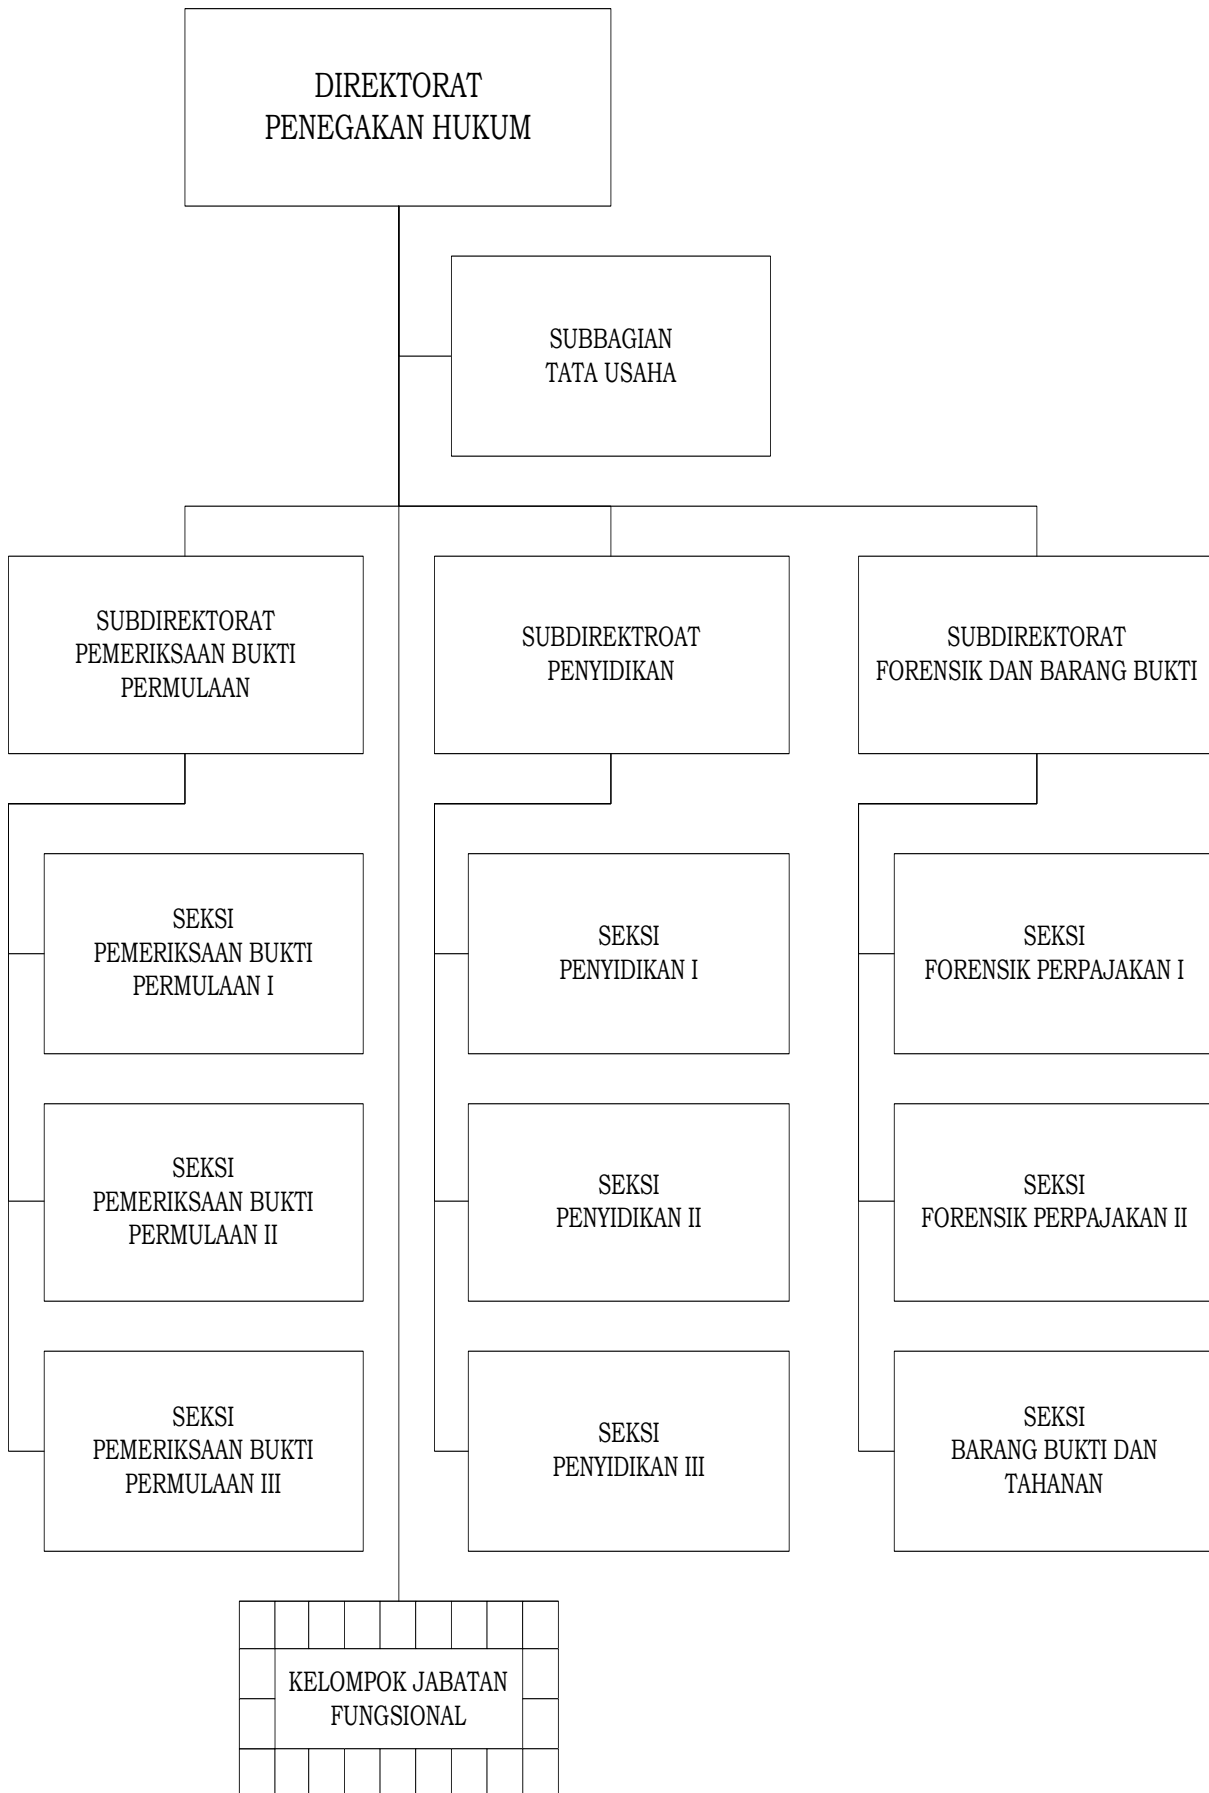 DIREKTORAT
PENEGAKAN HUKUM
SUBBAGIAN
TATA USAHA
SUBDIREKTORAT
PEMERIKSAAN BUKTI
PERMULAAN
SUBDIREKTROAT
PENYIDIKAN
SUBDIREKTORAT
FORENSIK DAN BARANG BUKTI
SEKSI
PEMERIKSAAN BUKTI
PERMULAAN I
SEKSI
PENYIDIKAN I
SEKSI
FORENSIK PERPAJAKAN I
SEKSI
PEMERIKSAAN BUKTI
PERMULAAN II
SEKSI
PENYIDIKAN II
SEKSI
FORENSIK PERPAJAKAN II
SEKSI
PEMERIKSAAN BUKTI
PERMULAAN III
SEKSI
PENYIDIKAN III
SEKSI
BARANG BUKTI DAN
TAHANAN
KELOMPOK JABATAN
FUNGSIONAL